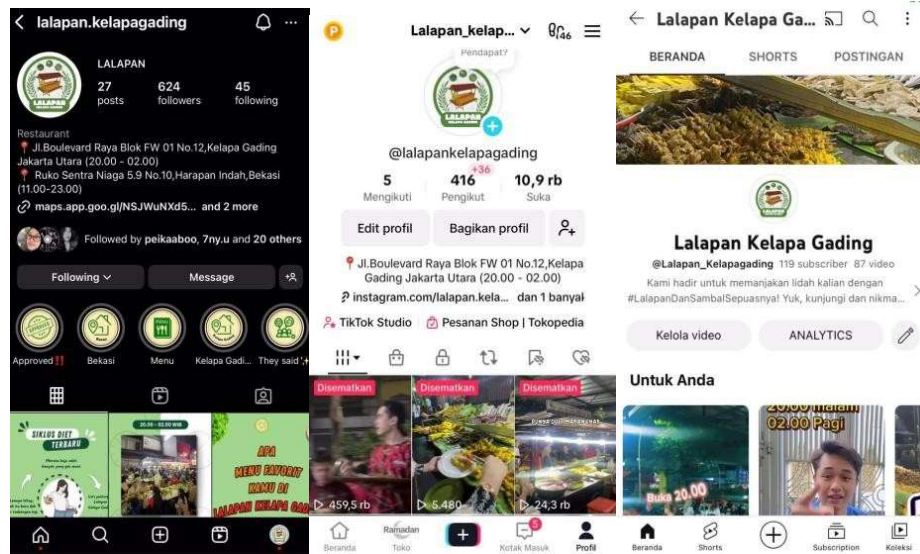 lalapan.kelapagading
LALAPAN
27
posts
624
followers
45
following
Restaurant
📍 Jl.Boulevard Raya Blok FW 01 No.12,Kelapa Gading
Jakarta Utara (20.00 - 02.00)
📍 Ruko Sentra Niaga 5.9 No.10,Harapan Indah,Bekasi
(11.00-23.00)
maps.app.goo.gl/NSJWuNXd5... and 2 more
Followed by peikaaboo, 7ny.u and 20 others
Following
Message
Approved‼️
Bekasi
Menu
Kelapa Gadi...
They said✨
SIKLUS DIET
TERBARU
20.00 - 02.00 WIB
APA
MENU FAVORIT
KAMU DI
LALAPAN KELAPA GAD
P
Lalapan_kelap...
146
Pendapat?
LALAPAN
@lalapankelapagading
5
Mengikuti
416
+36
Pengikut
10,9 rb
Suka
Edit profil
Bagikan profil
📍 Jl.Boulevard Raya Blok FW 01 No.12,Kelapa
Gading Jakarta Utara (20.00 - 02.00)
instagram.com/lalapan.kela... dan 1 banyak
TikTok Studio
Pesanan Shop | Tokopedia
Disematkan
Disematkan
Disematkan
459,5 rb
5.480
24,3 rb
Beranda
Ramadan
Toko
5
Kotak Masuk
Profil
Lalapan Kelapa Ga...
BERANDA
SHORTS
POSTINGAN
Lalapan Kelapa Gading
@Lalapan_Kelapagading 119 subscriber 87 video
Kami hadir untuk memanjakan lidah kalian dengan
#LalapanDanSambalSepuasnya! Yuk, kunjungi dan nikma...
Kelola video
ANALYTICS
Untuk Anda
Buka 20.00
20.00 malam
02.00 Pagi
Beranda
Shorts
Subscription
Koleksi